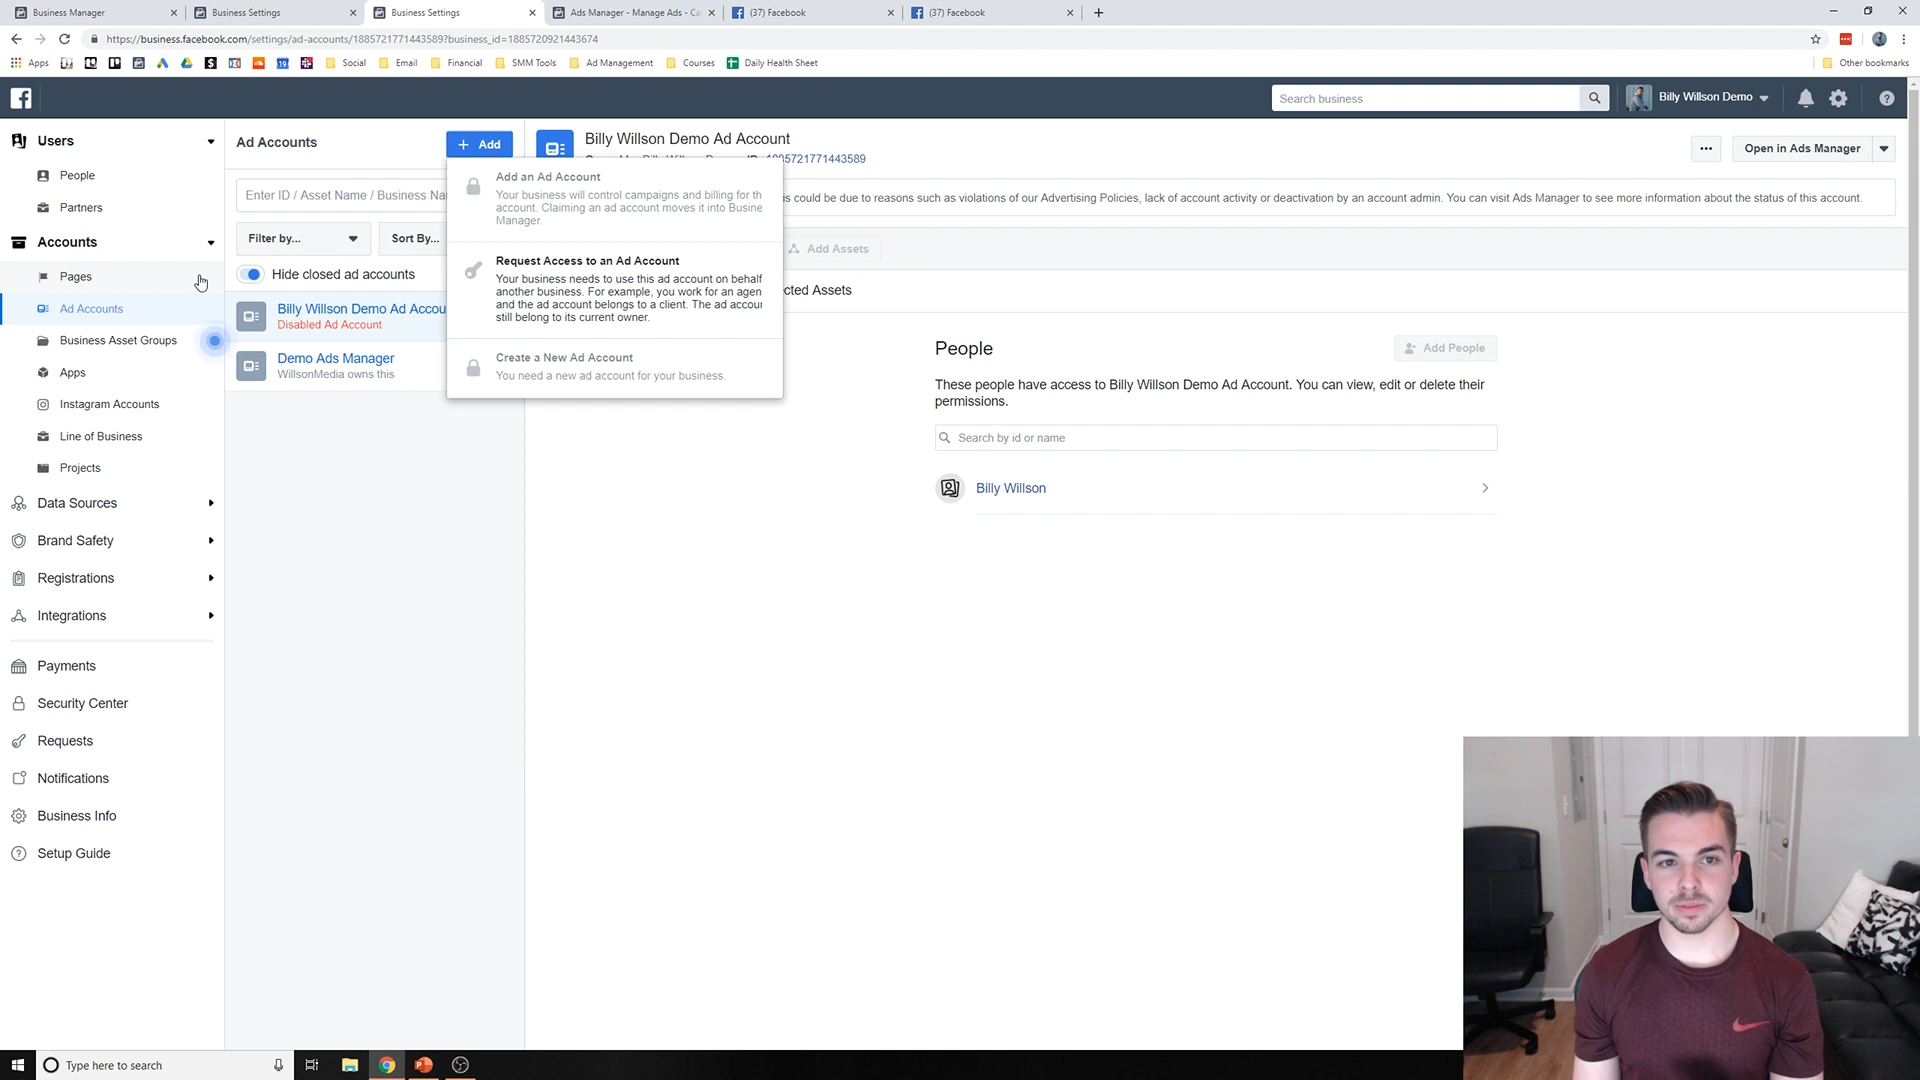 Business Manager
Business Settings
Business Settings
Ads Manager - Manage Ads - Ca
(37) Facebook
(37) Facebook
https://business.facebook.com/settings/ad-accounts/1885721771443589?business_id=1885720921443674
Apps
Social
Email
Financial
SMM Tools
Ad Management
Courses
Daily Health Sheet
Other bookmarks
Search business
Billy Willson Demo
Users
People
Partners
Accounts
Pages
Ad Accounts
Business Asset Groups
Apps
Instagram Accounts
Line of Business
Projects
Data Sources
Brand Safety
Registrations
Integrations
Payments
Security Center
Requests
Notifications
Business Info
Setup Guide
Ad Accounts
+ Add
Enter ID / Asset Name / Business Na
Filter by...
Sort By...
Hide closed ad accounts
Billy Willson Demo Ad Accou
Disabled Ad Account
Demo Ads Manager
WillsonMedia owns this
Add an Ad Account
Your business will control campaigns and billing for th
account. Claiming an ad account moves it into Busine
Manager.
Request Access to an Ad Account
Your business needs to use this ad account on behalf
another business. For example, you work for an agen
and the ad account belongs to a client. The ad accour
still belong to its current owner.
Create a New Ad Account
You need a new ad account for your business.
Billy Willson Demo Ad Account
5721771443589
Open in Ads Manager
is could be due to reasons such as violations of our Advertising Policies, lack of account activity or deactivation by an account admin. You can visit Ads Manager to see more information about the status of this account.
Add Assets
cted Assets
People
Add People
These people have access to Billy Willson Demo Ad Account. You can view, edit or delete their
permissions.
Search by id or name
Billy Willson
Type here to search